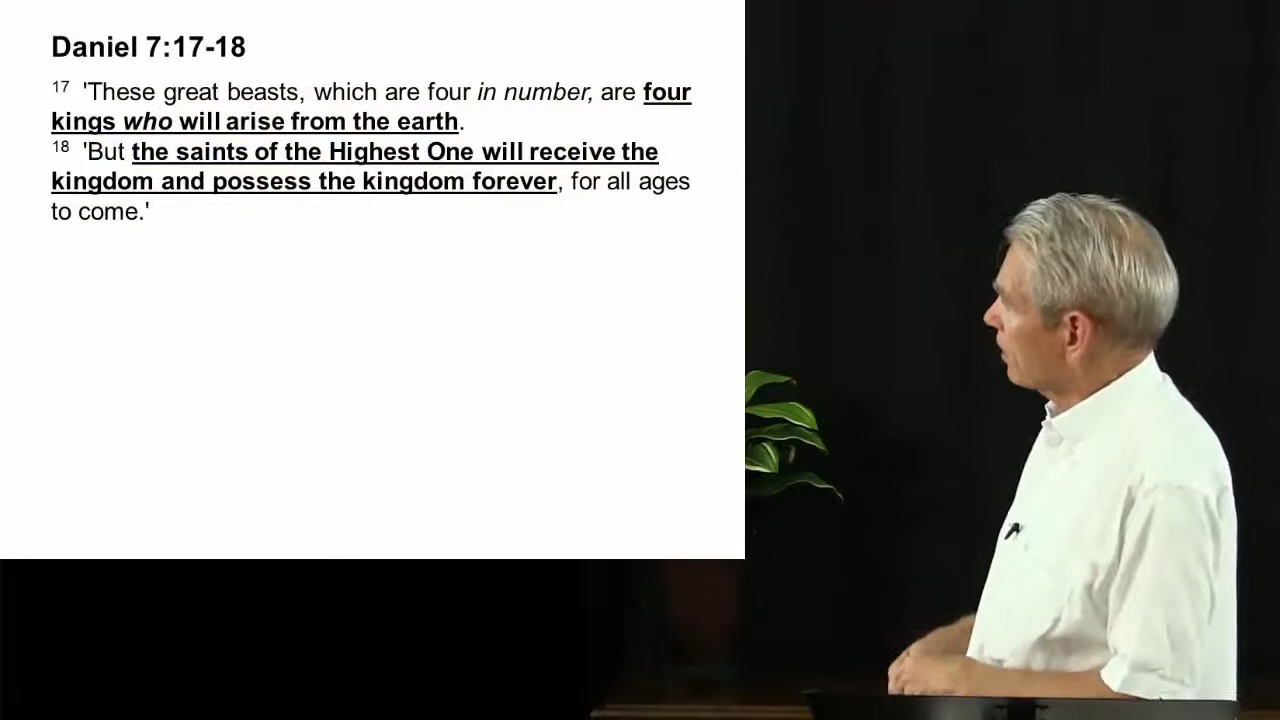 Daniel 7:17-18
17 'These great beasts, which are four in number, are four
kings who will arise from the earth.
18 'But the saints of the Highest One will receive the
kingdom and possess the kingdom forever, for all ages
to come.'